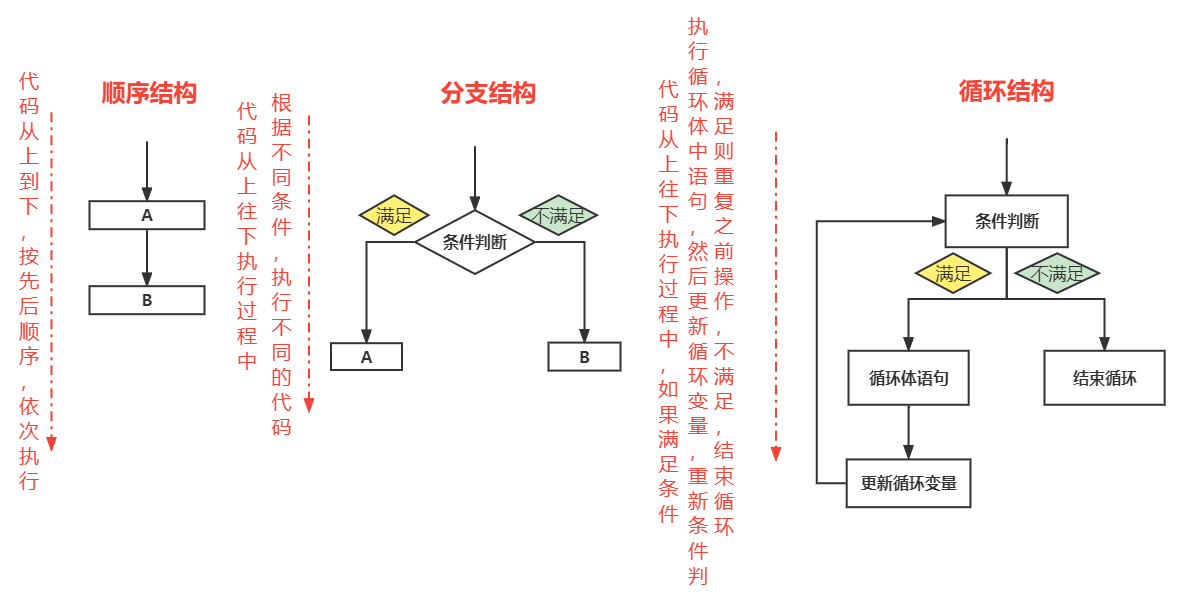 顺序结构
代码从上到下,按先后顺序,依次执行
A
B
分支结构
代码从上往下执行过程中
根据不同条件,执行不同的代码
满足
不满足
条件判断
A
B
循环结构
代码从上往下执行过程中,如果满足条件
执行循环体中语句,然后更新循环变量,重新条件判
,满足则重复之前操作,不满足,结束循环
条件判断
满足
不满足
循环体语句
结束循环
更新循环变量